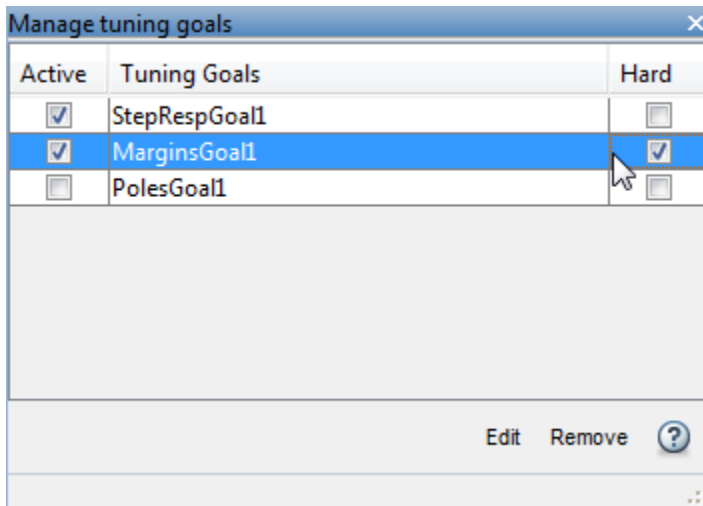 Manage tuning goals
Active Tuning Goals Hard
StepRespGoal1
MarginsGoal1
PolesGoal1
Edit Remove ?